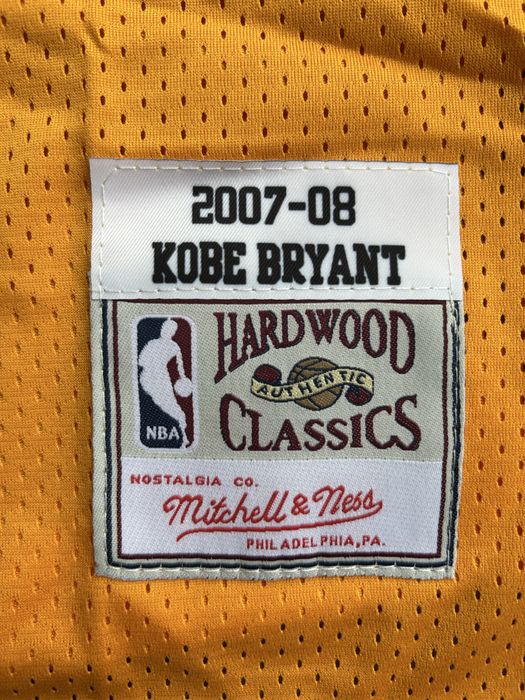 2007-08
KOBE BRYANT
HARDWOOD
AUTHENTIC
CLASSICS
NBA
NOSTALGIA CO.
Mitchell & Ness
PHILADELPHIA, PA.